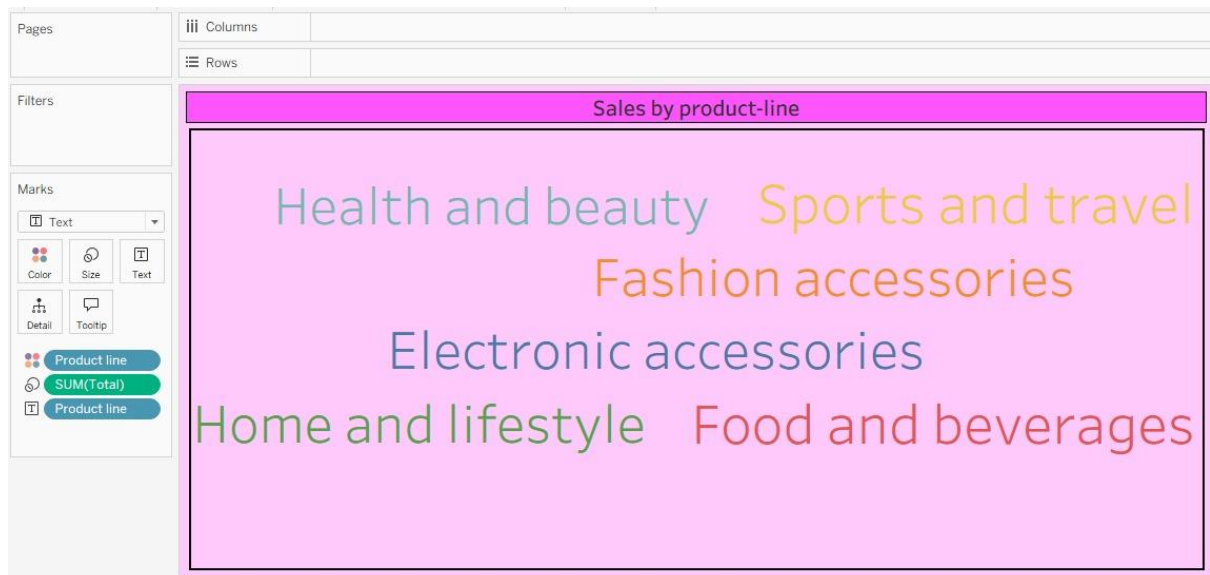 Pages
Columns
Rows
Filters
Sales by product-line
Marks
Text
Color Size Text
Detail Tooltip
Product line
SUM(Total)
Product line
Health and beauty Sports and travel
Fashion accessories
Electronic accessories
Home and lifestyle Food and beverages